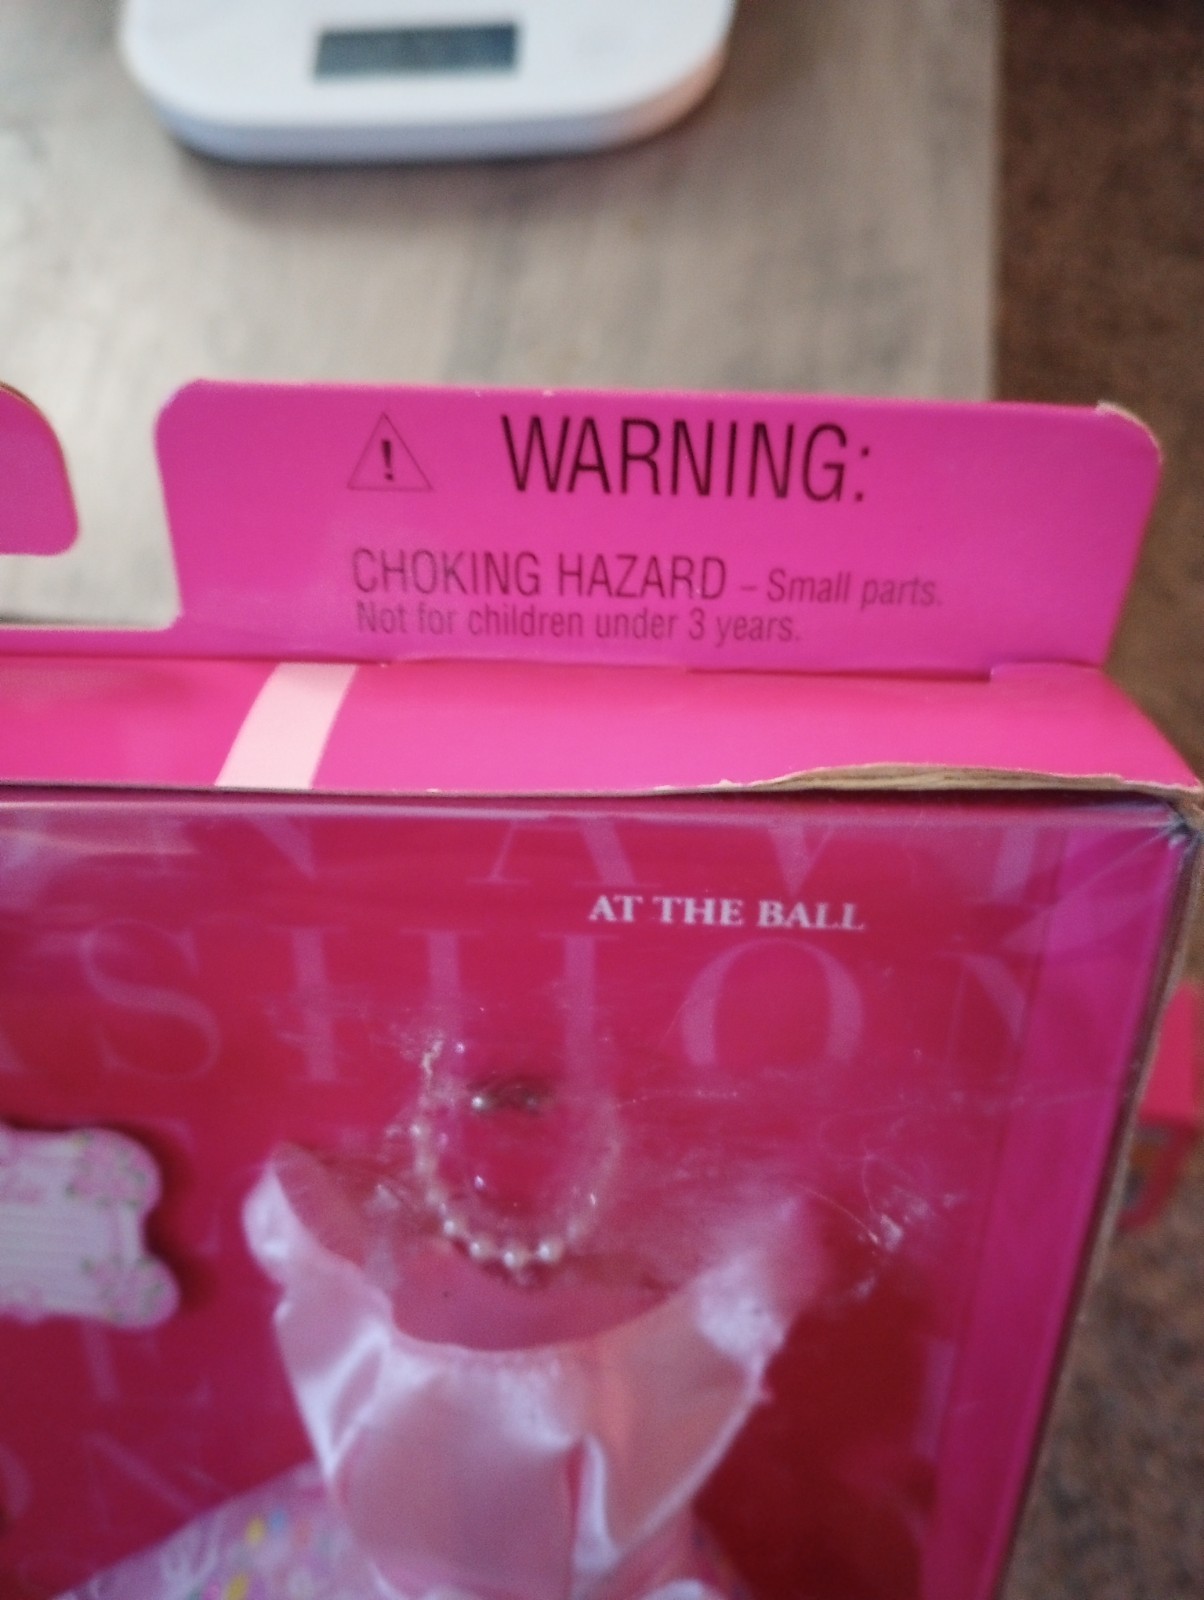 WARNING:
CHOKING HAZARD – Small parts.
Not for children under 3 years.
AT THE BALL